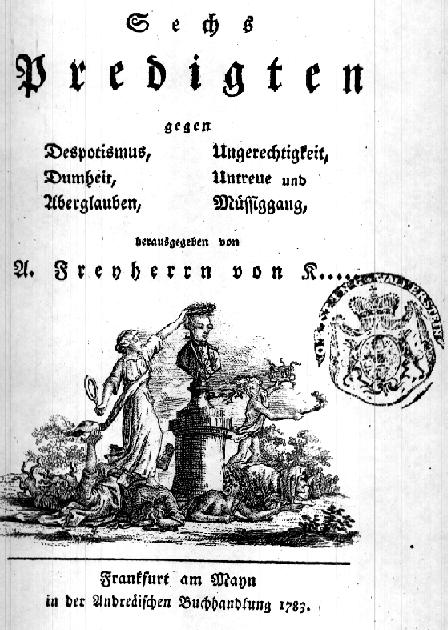 Sechs
Predigten
gegen
Despotismus, Ungerechtigkeit,
Dumheit, Untreue und
Aberglauben, Müssiggang,
herausgegeben von
A. Freyherrn von K.....
Frankfurt am Mayn
in der Andreäischen Buchhandlung 1783.